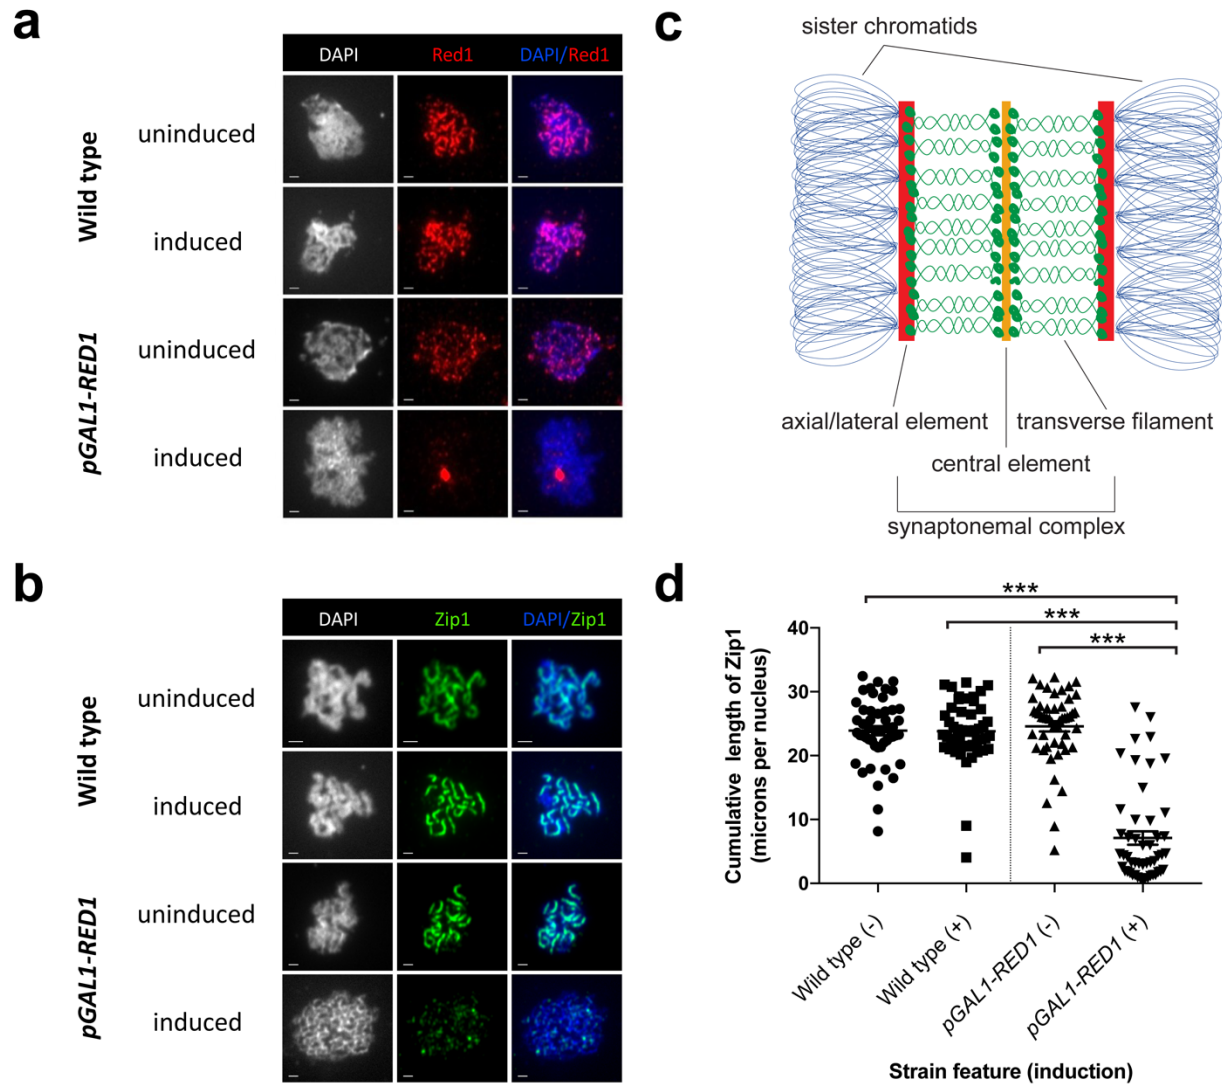 a
DAPI Red1 DAPI/Red1
Wild type
uninduced
induced
pGAL1-RED1
uninduced
induced
b
DAPI Zip1 DAPI/Zip1
Wild type
uninduced
induced
pGAL1-RED1
uninduced
induced
c
sister chromatids
axial/lateral element
transverse filament
central element
synaptonemal complex
d
***
***
***
Cumulative length of Zip1
(microns per nucleus)
40
30
20
10
0
Wild type (-)
Wild type (+)
pGAL1-RED1 (-)
pGAL1-RED1 (+)
Strain feature (induction)